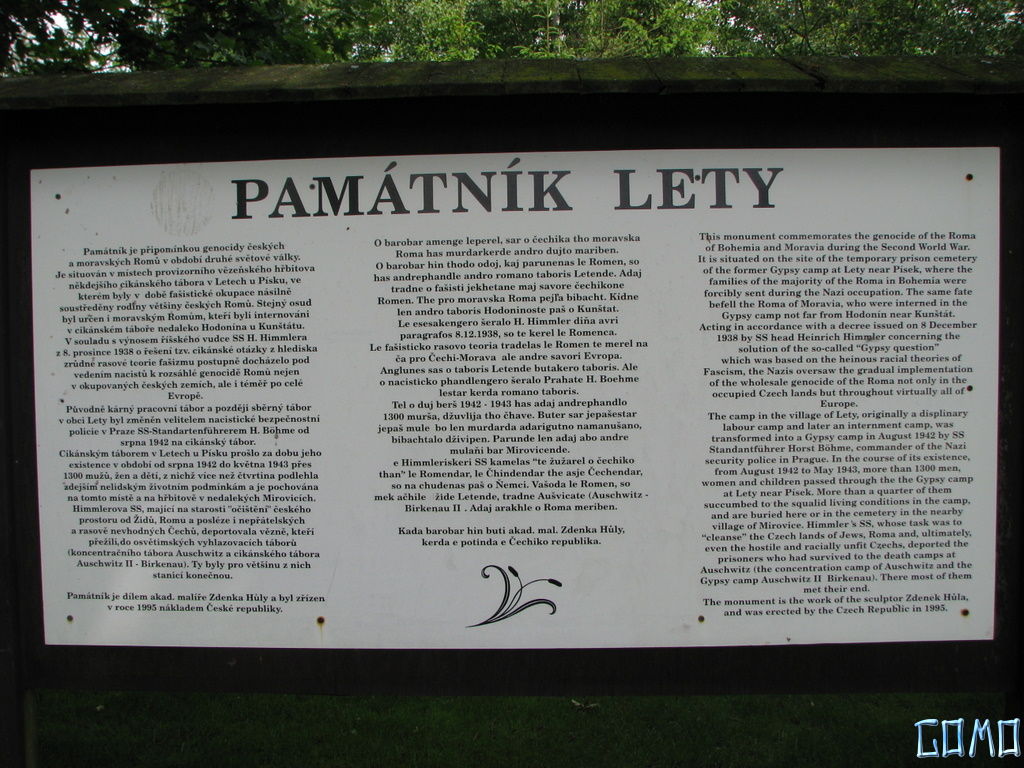 PAMÁTNÍK LETY
Památník je připomínkou genocidy českých
a moravských Romů v období druhé světové války.
Je situován v místech provizorního vězeňského hřbitova
někdejšího cikánského tábora v Letech u Písku, ve
kterém byly v době fašistické okupace násilně
soustředěny rodiny většiny českých Romů. Stejný osud
byl určen i moravským Romům, kteří byli internováni
v cikánském táboře nedaleko Hodonína u Kunštátu.
V souladu s výnosem říšského vůdce SS H. Himmlera
z 8. prosince 1938 o řešení tzv. cikánské otázky z hlediska
zrůdné rasové teorie fašizmu postupně docházelo pod
vedením nacistů k rozsáhlé genocidě Romů nejen
v okupovaných českých zemích, ale i téměř po celé
Evropě.
Původně kárný pracovní tábor a později sběrný tábor
v obci Lety byl změněn velitelem nacistické bezpečnostní
policie v Praze SS-Standartenführerem H. Böhme od
srpna 1942 na cikánský tábor.
Cikánským táborem v Letech u Písku prošlo za dobu jeho
existence v období od srpna 1942 do května 1943 přes
1300 mužů, žen a dětí, z nichž více než čtvrtina podlehla
zdejším nelidským životním podmínkám a je pochována
na tomto místě a na hřbitově v nedalekých Mirovicích.
Himmlerova SS, mající na starosti "očištění" českého
prostoru od Židů, Romů a posléze i nepřátelských
a rasově nevhodných Čechů, deportovala vězně, kteří
přežili,do osvětimských vyhlazovacích táborů
(koncentračního tábora Auschwitz a cikánského tábora
Auschwitz II - Birkenau). Ty byly pro většinu z nich
stanicí konečnou.
Památník je dílem akad. malíře Zdenka Hůly a byl zřízen
v roce 1995 nákladem České republiky.
O barobar amenge leperel, sar o čechika tho moravska
Roma has murdarkerde andro dujto mariben.
O barobar hin thodo odoj, kaj parunenas le Romen, so
has andrephandle andro romano taboris Letende. Adaj
tradne o fašisti jekhetane maj savore čechikone
Romen. The pro moravska Roma pejľa bibacht. Kidne
len andro taboris Hodoninoste paš o Kunštat.
Le esesakengero šeralo H. Himmler diňa avri
paragrafos 8.12.1938, so te kerel le Romenca.
Le fašisticko rasovo teoria tradelas le Romen te merel na
ča pro Čechi-Morava ale andre savori Evropa.
Anglunes sas o taboris Letende butakero taboris. Ale
o nacisticko phandlengero šeralo Prahate H. Boehme
lestar kerda romano taboris.
Tel o duj berš 1942 - 1943 has adaj andrephandlo
1300 murša, džuvlija tho čhave. Buter sar jepašestar
jepaš mule bo len murdarda adarigutno namanušano,
bibachtalo dživipen. Parunde len adaj abo andre
mulaňi bar Mirovicende.
e Himmleriskeri SS kamelas "te žužarel o čechiko
than" le Romendar, le Čhindendar the asje Čechendar,
so na chudenas paš o Ňemci. Vašoda le Romen, so
mek ačhile žide Letende, tradne Aušvicate (Auschwitz -
Birkenau II . Adaj arakhle o Roma meriben.
Kada barobar hin buti akad. mal. Zdenka Hůly,
kerda e potinda e Čechiko republika.
This monument commemorates the genocide of the Roma
of Bohemia and Moravia during the Second World War.
It is situated on the site of the temporary prison cemetery
of the former Gypsy camp at Lety near Písek, where the
families of the majority of the Roma in Bohemia were
forcibly sent during the Nazi occupation. The same fate
befell the Roma of Moravia, who were interned in the
Gypsy camp not far from Hodonín near Kunštát.
Acting in accordance with a decree issued on 8 December
1938 by SS head Heinrich Himmler concerning the
solution of the so-called "Gypsy question"
which was based on the heinous racial theories of
Fascism, the Nazis oversaw the gradual implementation
of the wholesale genocide of the Roma not only in the
occupied Czech lands but throughout virtually all of
Europe.
The camp in the village of Lety, originally a displinary
labour camp and later an internment camp, was
transformed into a Gypsy camp in August 1942 by SS
Standantführer Horst Böhme, commander of the Nazi
security police in Prague. In the course of its existence,
from August 1942 to May 1943, more than 1300 men,
women and children passed through the the Gypsy camp
at Lety near Písek. More than a quarter of them
succumbed to the squalid living conditions in the camp,
and are buried here or in the cemetery in the nearby
village of Mirovice. Himmler's SS, whose task was to
"cleanse" the Czech lands of Jews, Roma and, ultimately,
even the hostile and racially unfit Czechs, deported the
prisoners who had survived to the death camps at
Auschwitz (the concentration camp of Auschwitz and the
Gypsy camp Auschwitz II Birkenau). There most of them
met their end.
The monument is the work of the sculptor Zdenek Hůla,
and was erected by the Czech Republic in 1995.
GOMO